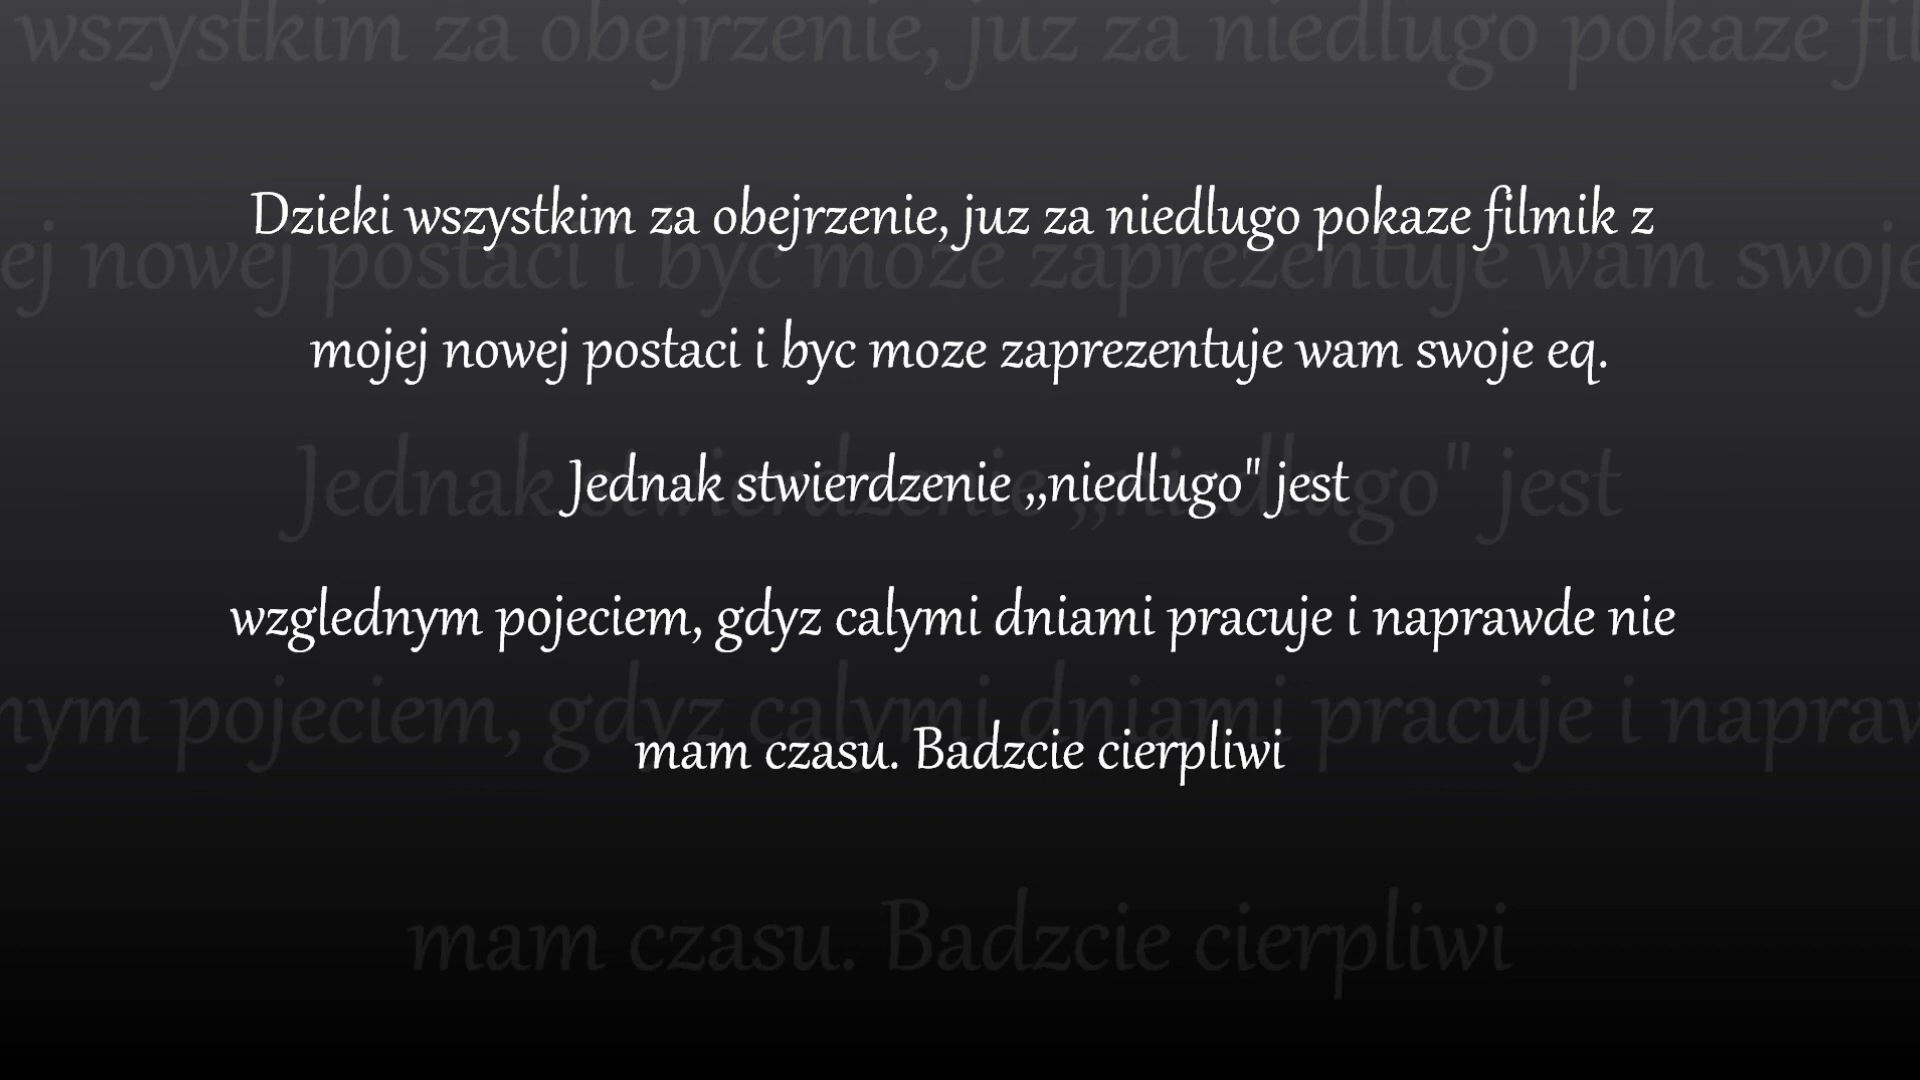 Dzieki wszystkim za obejrzenie, juz za niedlugo pokaze filmik z
mojej nowej postaci i byc moze zaprezentuje wam swoje eq.
Jednak stwierdzenie ,,niedlugo" jest
wzglednym pojeciem, gdyz calymi dniami pracuje i naprawde nie
mam czasu. Badzcie cierpliwi